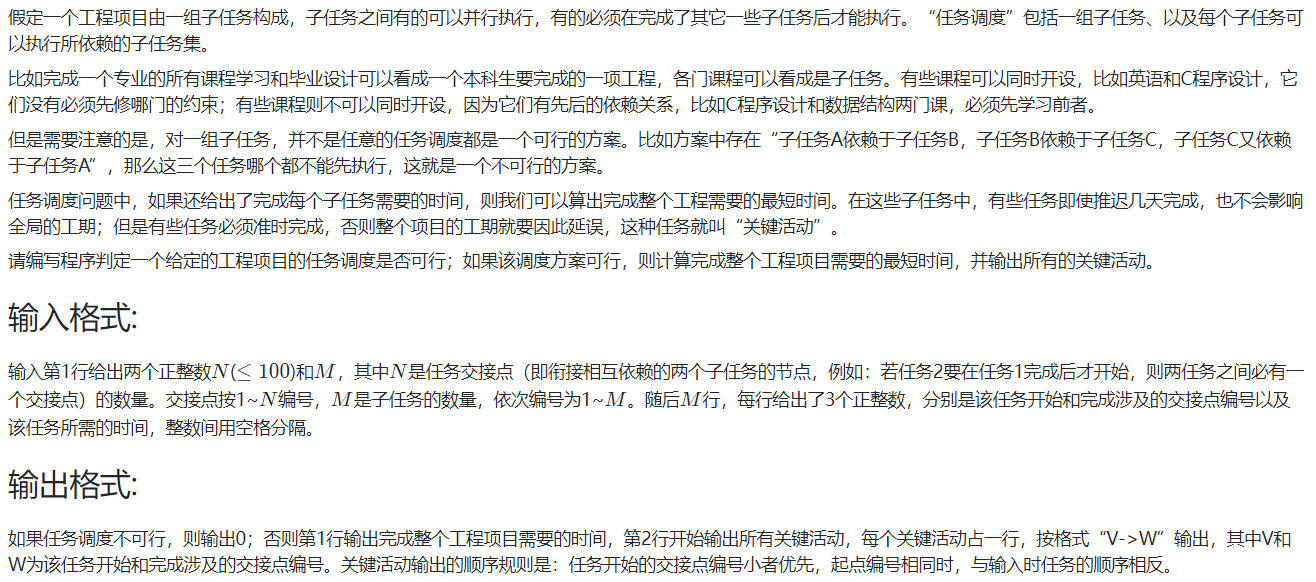 假定一个工程项目由一组子任务构成，子任务之间有的可以并行执行，有的必须在完成了其它一些子任务后才能执行。“任务调度”包括一组子任务、以及每个子任务可
以执行所依赖的子任务集。
比如完成一个专业的所有课程学习和毕业设计可以看成一个本科生要完成的一项工程，各门课程可以看成是子任务。有些课程可以同时开设，比如英语和C程序设计，它
们没有必须先修哪门的约束；有些课程则不可以同时开设，因为它们有先后的依赖关系，比如C程序设计和数据结构两门课，必须先学习前者。
但是需要注意的是，对一组子任务，并不是任意的任务调度都是一个可行的方案。比如方案中存在“子任务A依赖于子任务B，子任务B依赖于子任务C，子任务C又依赖
于子任务A”，那么这三个任务哪个都不能先执行，这就是一个不可行的方案。
任务调度问题中，如果还给出了完成每个子任务需要的时间，则我们可以算出完成整个工程需要的最短时间。在这些子任务中，有些任务即使推迟几天完成，也不会影响
全局的工期；但是有些任务必须准时完成，否则整个项目的工期就要因此延误，这种任务就叫“关键活动”。
请编写程序判定一个给定的工程项目的任务调度是否可行；如果该调度方案可行，则计算完成整个工程项目需要的最短时间，并输出所有的关键活动。
输入格式:
输入第1行给出两个正整数N(≤ 100)和M，其中N是任务交接点（即衔接相互依赖的两个子任务的节点，例如：若任务2要在任务1完成后才开始，则两任务之间必有一
个交接点）的数量。交接点按1~N编号，M是子任务的数量，依次编号为1~M。随后M行，每行给出了3个正整数，分别是该任务开始和完成涉及的交接点编号以及
该任务所需的时间，整数间用空格分隔。
输出格式:
如果任务调度不可行，则输出0；否则第1行输出完成整个工程项目需要的时间，第2行开始输出所有关键活动，每个关键活动占一行，按格式“V->W”输出，其中V和
W为该任务开始和完成涉及的交接点编号。关键活动输出的顺序规则是：任务开始的交接点编号小者优先，起点编号相同时，与输入时任务的顺序相反。